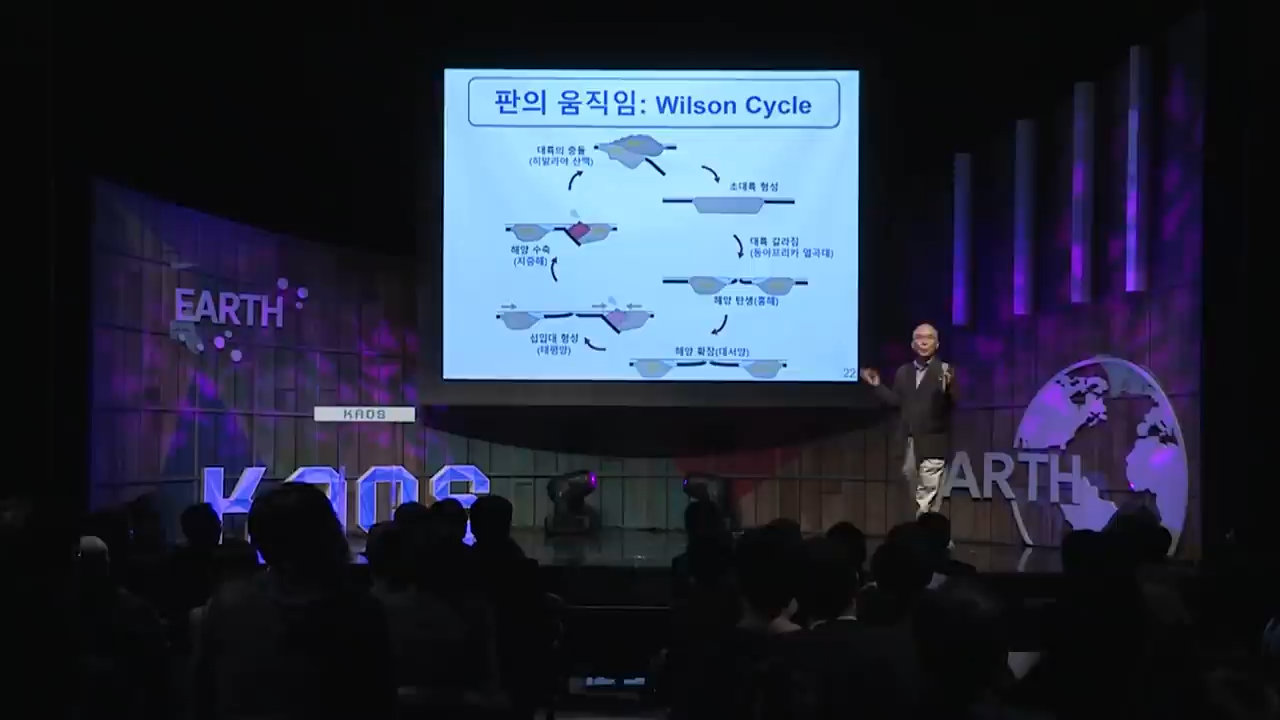 판의 움직임: Wilson Cycle
대륙의 충돌
(히말라야 산맥)
초대륙 형성
대륙 갈라짐
(동아프리카 열곡대)
해양 수축
(지중해)
해양 탄생(홍해)
섭입대 형성
(태평양)
해양 확장(대서양)
22
EARTH
KAOS
KAOS
ARTH